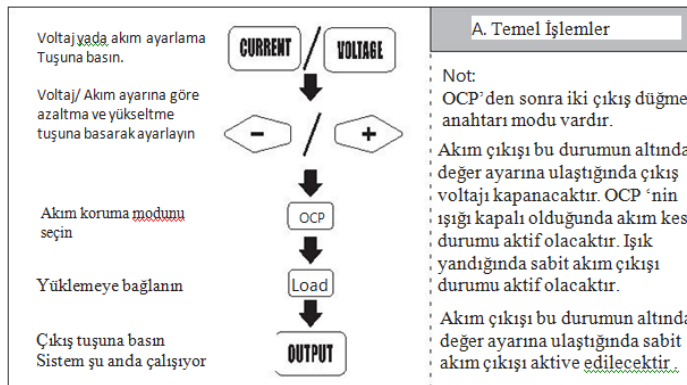 Voltaj yada akım ayarlama
Tuşuna basın.
CURRENT / VOLTAGE
Voltaj/ Akım ayarına göre
azaltma ve yükseltme
tuşuna basarak ayarlayın
- / +
Akım koruma modunu
seçin
OCP
Yüklemeye bağlanın
Load
Çıkış tuşuna basın
Sistem şu anda çalışıyor
OUTPUT
A. Temel İşlemler
Not:
OCP’den sonra iki çıkış düğme
anahtarı modu vardır.
Akım çıkışı bu durumun altında
değer ayarına ulaştığında çıkış
voltajı kapanacaktır. OCP ‘nin
ışığı kapalı olduğunda akım kes
durumu aktif olacaktır. Işık
yandığında sabit akım çıkışı
durumu aktif olacaktır.
Akım çıkışı bu durumun altında
değer ayarına ulaştığında sabit
akım çıkışı aktive edilecektir .